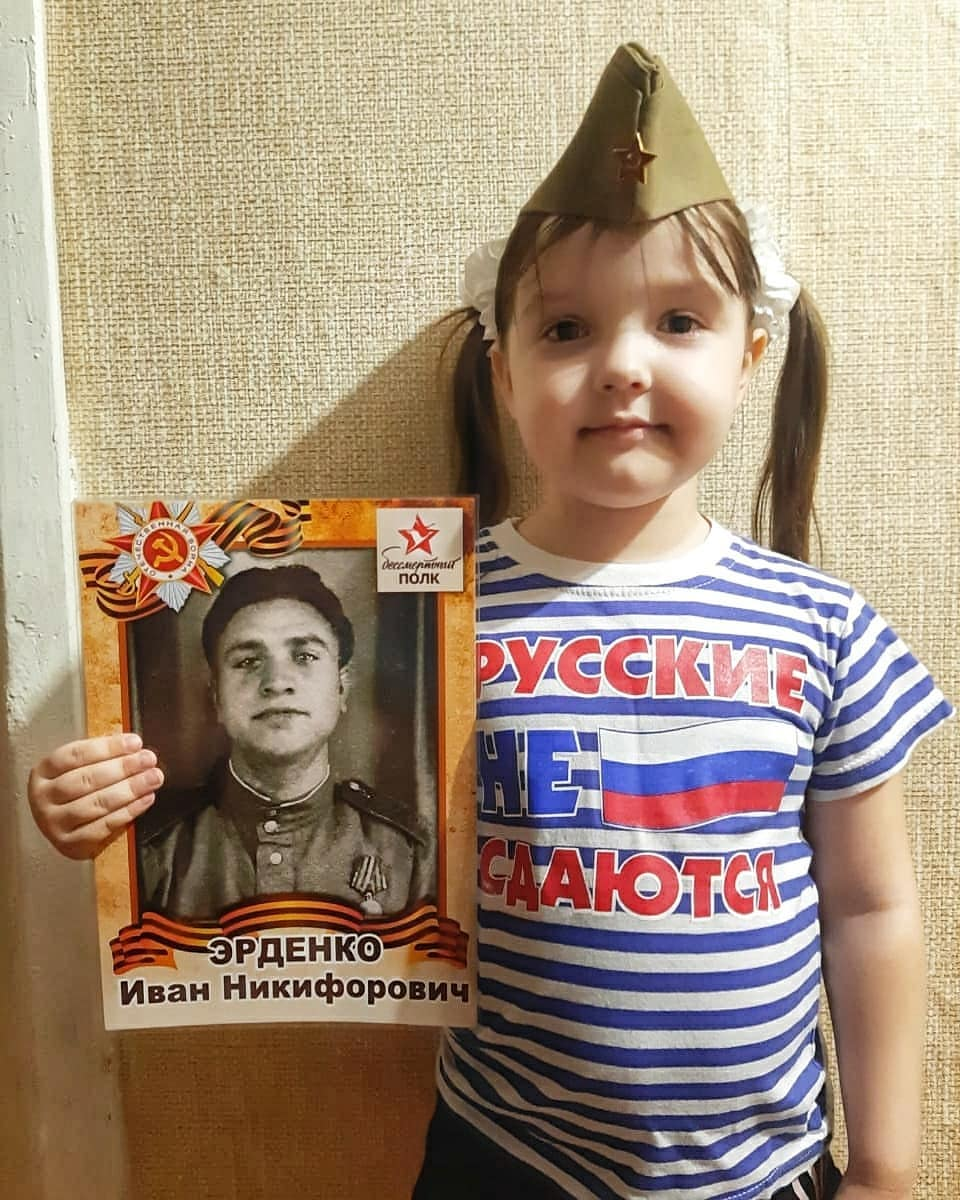 ОТЕЧЕСТВЕННАЯ ВОЙНА
бессмертный
ПОЛК
ЭРДЕНКО
Иван Никифорович
РУССКИЕ
НЕ
СДАЮТСЯ